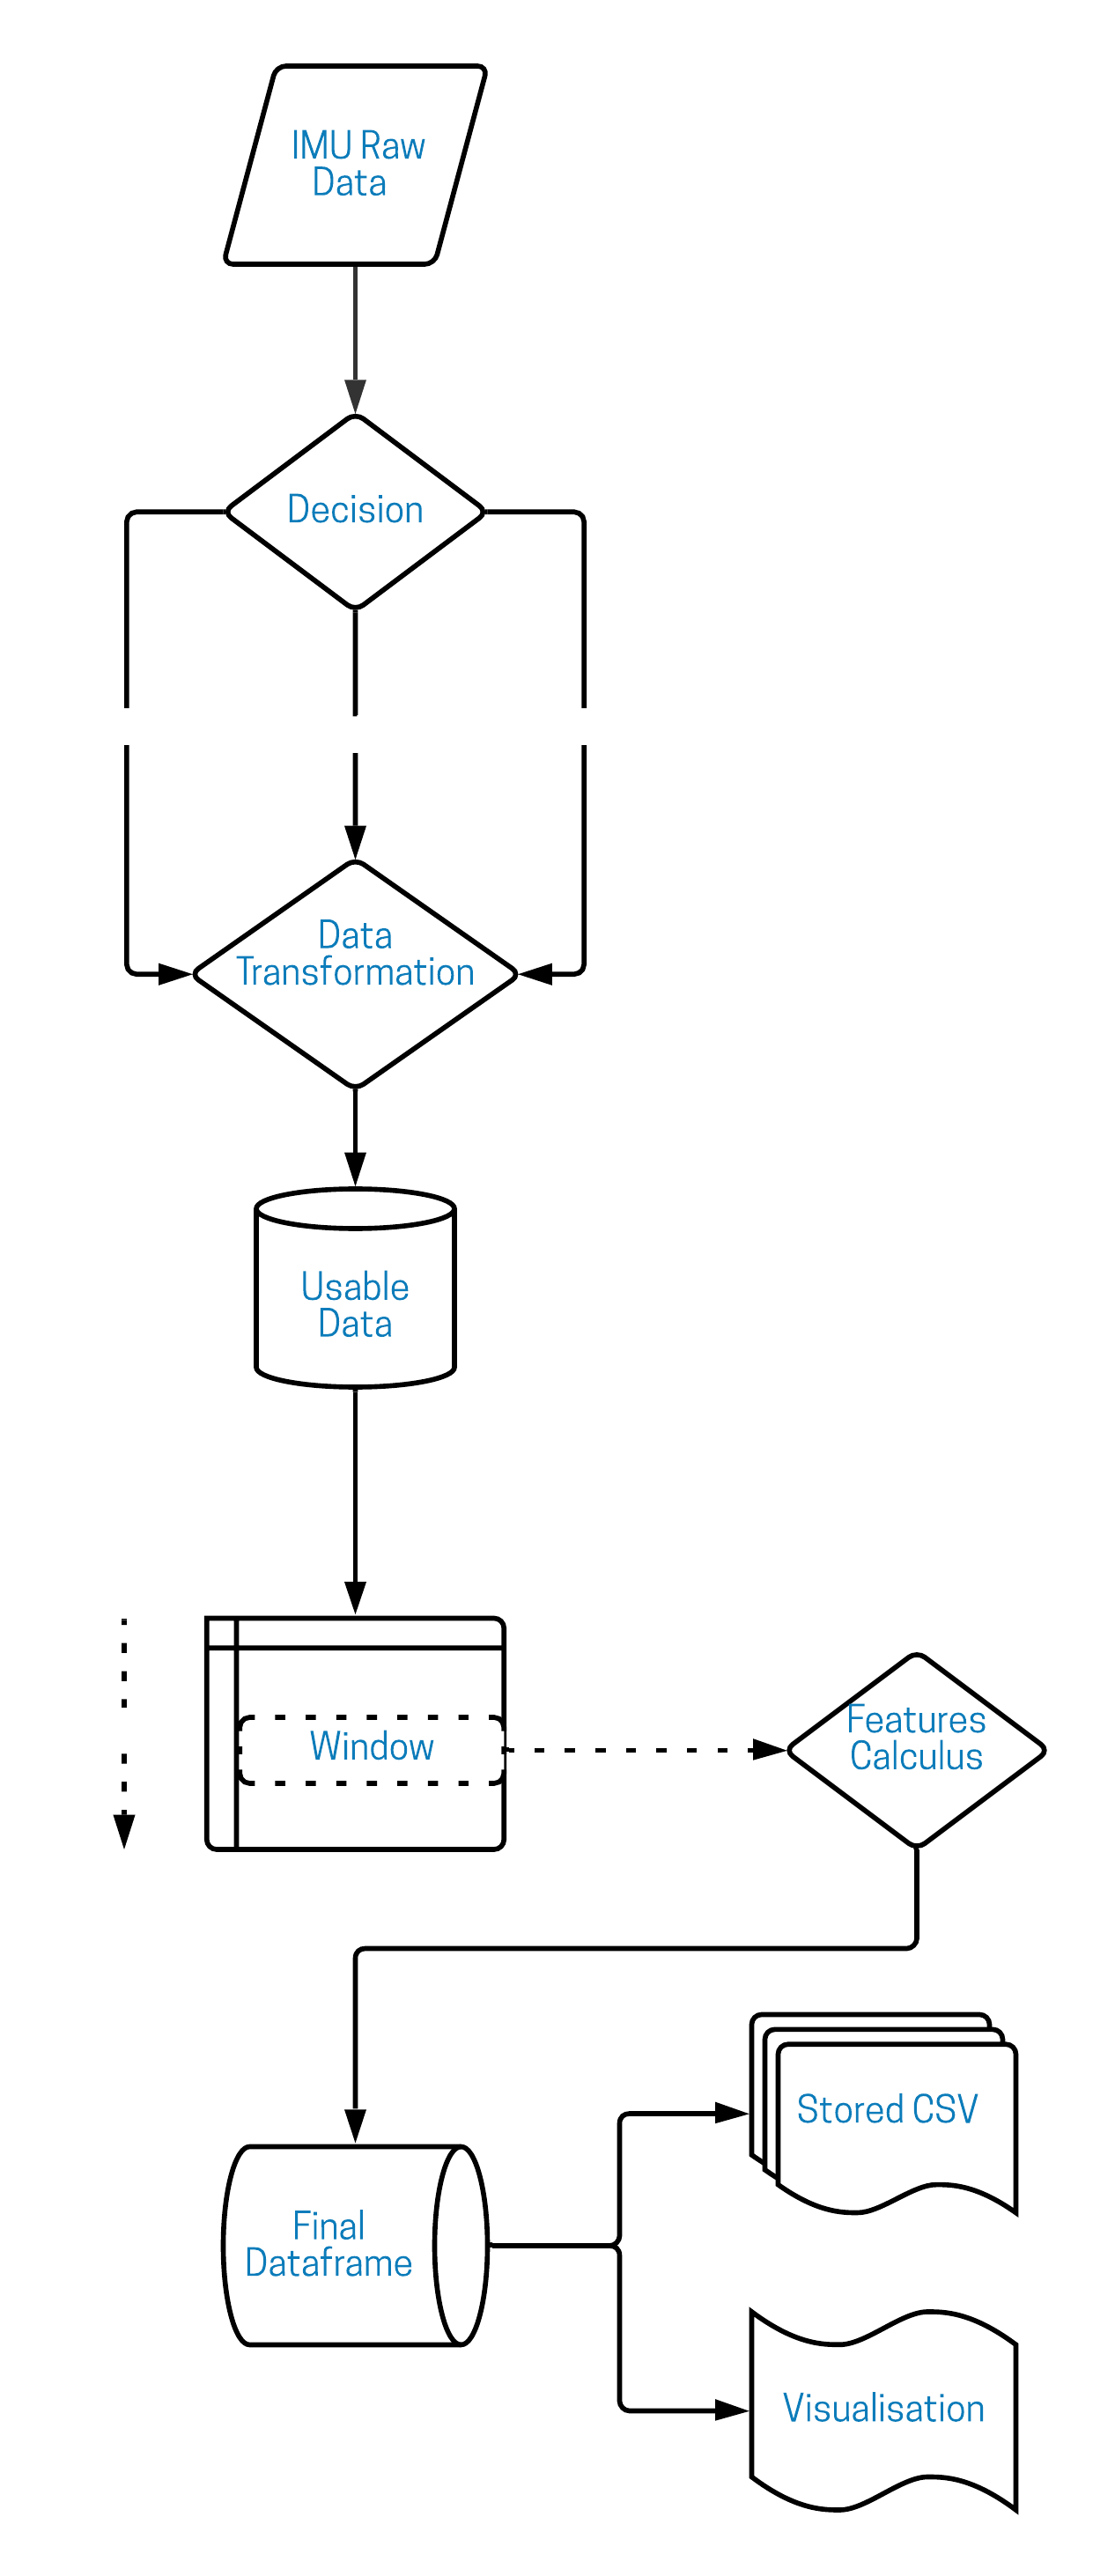 IMU Raw
Data
Decision
Data
Transformation
Usable
Data
Window
Features
Calculus
Stored CSV
Final
Dataframe
Visualisation